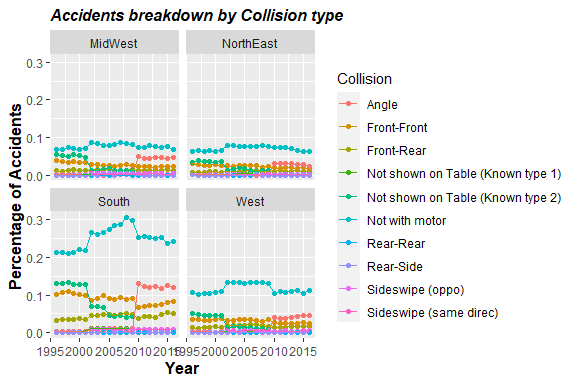 Accidents breakdown by Collision type
MidWest
NorthEast
0.3
0.2
0.1
0.0
South
West
0.3
0.2
0.1
0.0
1995 2000 2005 2010 2015
1995 2000 2005 2010 2015
Year
Percentage of Accidents
Collision
Angle
Front-Front
Front-Rear
Not shown on Table (Known type 1)
Not shown on Table (Known type 2)
Not with motor
Rear-Rear
Rear-Side
Sideswipe (oppo)
Sideswipe (same direc)